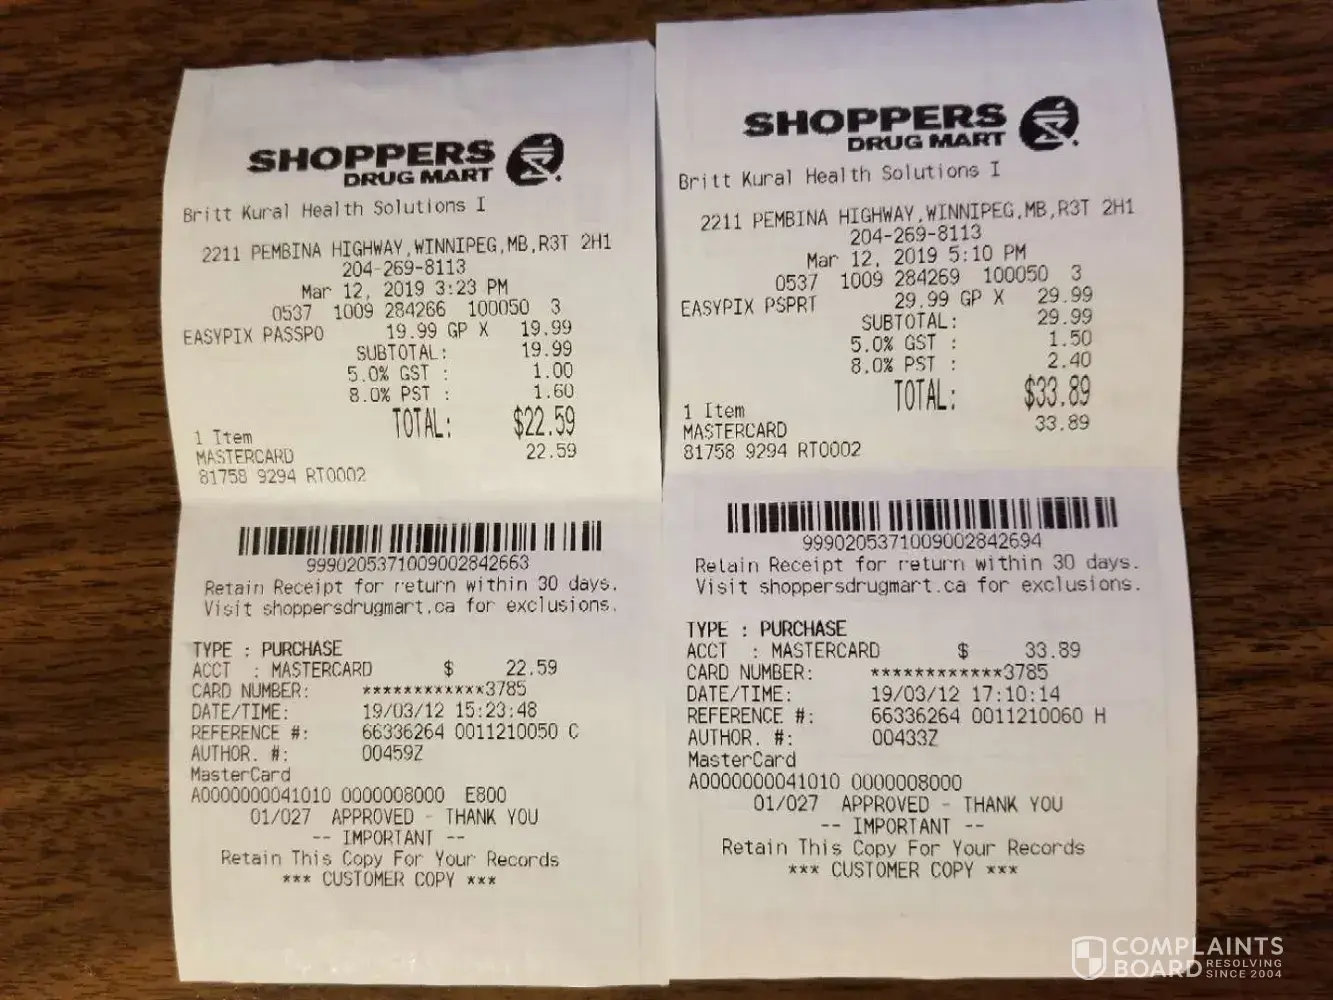 SHOPPERS
DRUG MART
Britt Kural Health Solutions I
2211 PEMBINA HIGHWAY,WINNIPEG,MB,R3T 2H1
204-269-8113
Mar 12, 2019 3:23 PM
0537 1009 284266 100050 3
EASYPIX PASSPO 19.99 GP X 19.99
SUBTOTAL: 19.99
5.0% GST : 1.00
8.0% PST : 1.60
TOTAL: $22.59
1 Item
MASTERCARD 22.59
81758 9294 RT0002
99902053710090028426​63
Retain Receipt for return within 30 days.
Visit shoppersdrugmart.ca for exclusions.
TYPE : PURCHASE
ACCT : MASTERCARD $ 22.59
CARD NUMBER: ************3785
DATE/TIME: 19/03/12 15:23:48
REFERENCE #: 66336264 0011210050 C
AUTHOR. #: 00459Z
MasterCard
A0000000041010 0000008000 E800
01/027 APPROVED - THANK YOU
-- IMPORTANT --
Retain This Copy For Your Records
*** CUSTOMER COPY ***
SHOPPERS
DRUG MART
Britt Kural Health Solutions I
2211 PEMBINA HIGHWAY,WINNIPEG,MB,R3T 2H1
204-269-8113
Mar 12, 2019 5:10 PM
0537 1009 284269 100050 3
EASYPIX PSPRT 29.99 GP X 29.99
SUBTOTAL: 29.99
5.0% GST : 1.50
8.0% PST : 2.40
TOTAL: $33.89
1 Item 33.89
MASTERCARD
81758 9294 RT0002
9990205371009002842694
Retain Receipt for return within 30 days.
Visit shoppersdrugmart.ca for exclusions.
TYPE : PURCHASE
ACCT : MASTERCARD $ 33.89
CARD NUMBER: ************3785
DATE/TIME: 19/03/12 17:10:14
REFERENCE #: 66336264 0011210060 H
AUTHOR. #: 00433Z
MasterCard
A0000000041010 0000008000
01/027 APPROVED - THANK YOU
-- IMPORTANT --
Retain This Copy For Your Records
*** CUSTOMER COPY ***
COMPLAINTS
BOARD RESOLVING
SINCE 2004